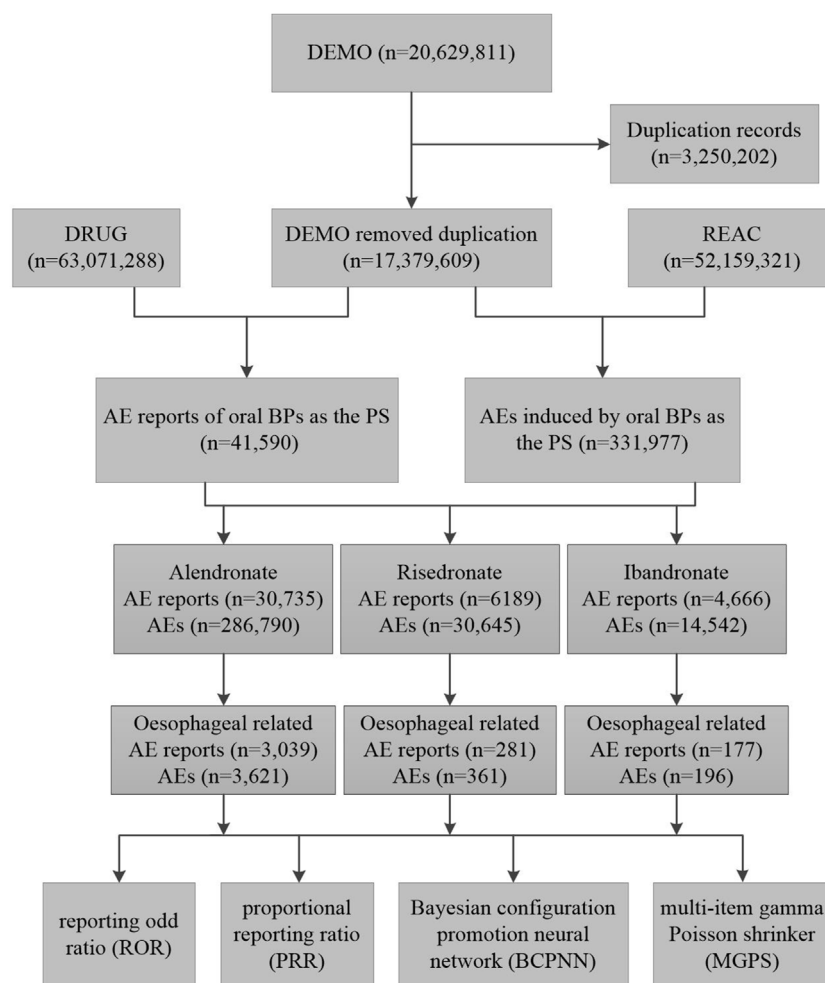 DEMO (n=20,629,811)
Duplication records
(n=3,250,202)
DRUG
(n=63,071,288)
DEMO removed duplication
(n=17,379,609)
REAC
(n=52,159,321)
AE reports of oral BPs as the PS
(n=41,590)
AEs induced by oral BPs as
the PS (n=331,977)
Alendronate
AE reports (n=30,735)
AEs (n=286,790)
Risedronate
AE reports (n=6189)
AEs (n=30,645)
Ibandronate
AE reports (n=4,666)
AEs (n=14,542)
Oesophageal related
AE reports (n=3,039)
AEs (n=3,621)
Oesophageal related
AE reports (n=281)
AEs (n=361)
Oesophageal related
AE reports (n=177)
AEs (n=196)
reporting odd
ratio (ROR)
proportional
reporting ratio
(PRR)
Bayesian configuration
promotion neural
network (BCPNN)
multi-item gamma
Poisson shrinker
(MGPS)